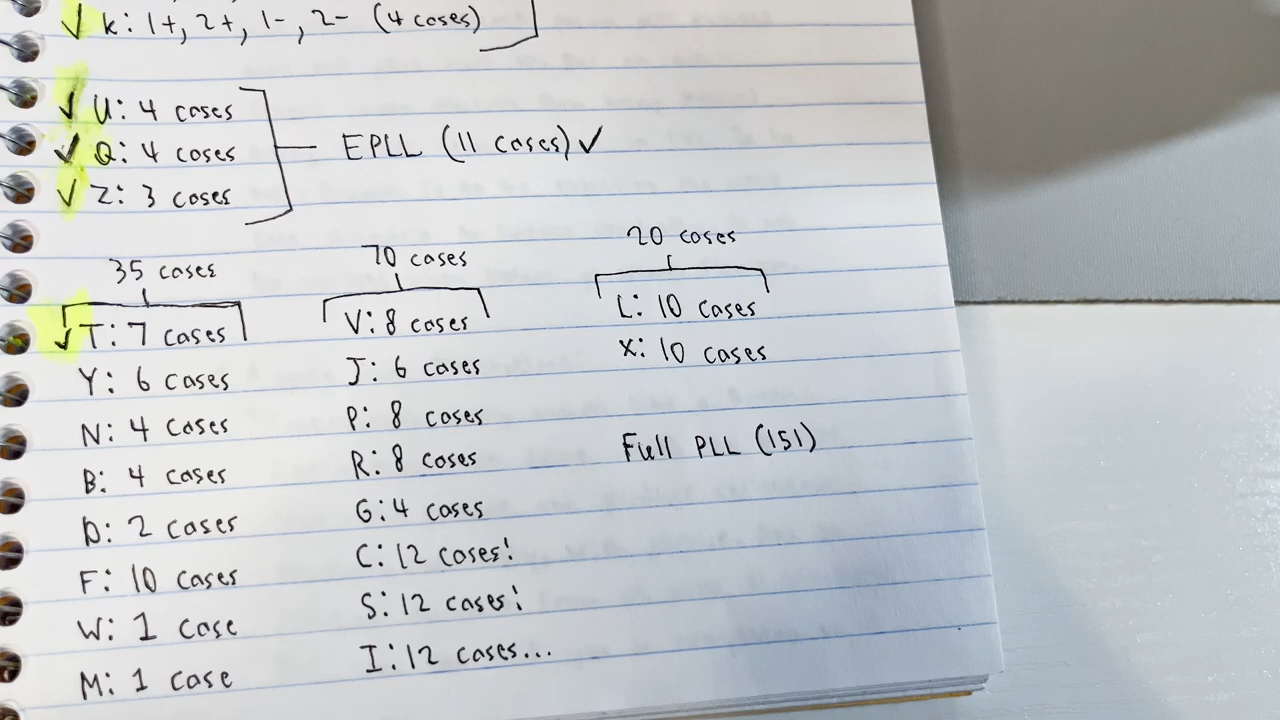 ✓ K: 1+, 2+, 1-, 2- (4 cases)
✓ U: 4 cases
✓ Q: 4 cases
✓ Z: 3 cases
EPLL (11 cases) ✓
35 cases
✓ T: 7 cases
Y: 6 cases
N: 4 cases
B: 4 cases
D: 2 cases
F: 10 cases
W: 1 case
M: 1 case
70 cases
V: 8 cases
J: 6 cases
P: 8 cases
R: 8 cases
G: 4 cases
C: 12 cases!
S: 12 cases!
I: 12 cases...
20 cases
L: 10 cases
X: 10 cases
Full PLL (151)